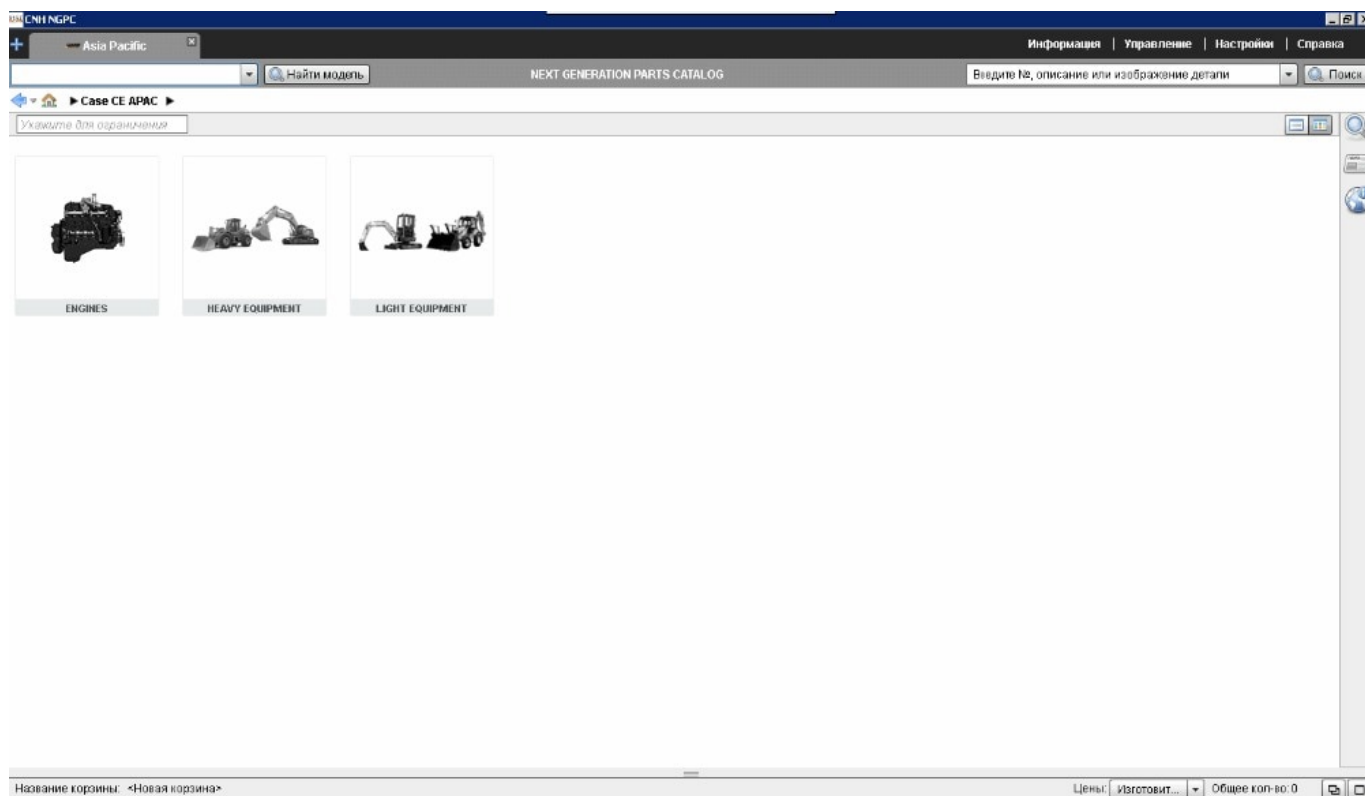 CNH NGPC
Asia Pacific
Информация | Управление | Настройки | Справка
Найти модель
NEXT GENERATION PARTS CATALOG
Введите №, описание или изображение детали
Поиск
Case CE APAC
Укажите для ограничения
ENGINES
HEAVY EQUIPMENT
LIGHT EQUIPMENT
Название корзины: <Новая корзина>
Цены: Изготовит...
Общее кол-во: 0